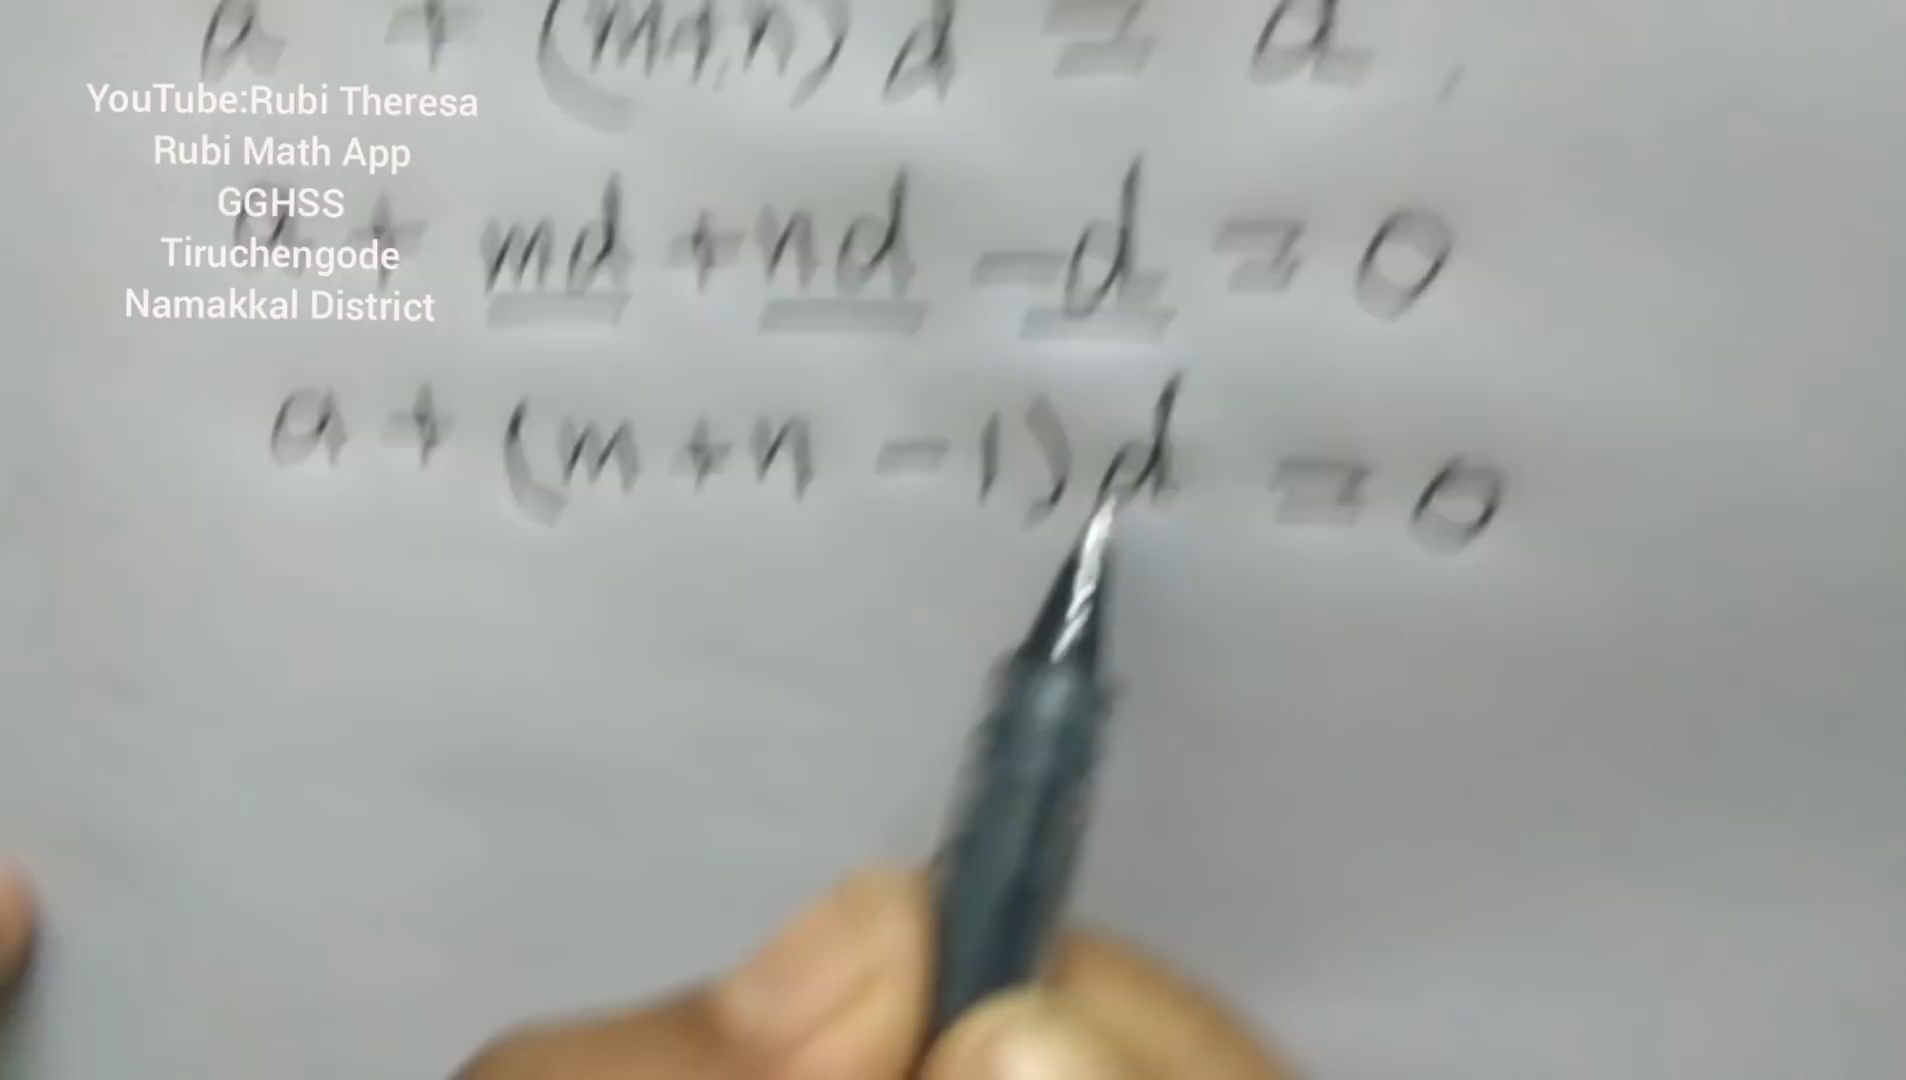 a + (m+n) d = d
YouTube:Rubi Theresa
Rubi Math App
GGHSS
Tiruchengode
Namakkal District
a + md + nd - d = 0
a + (m + n - 1) d = 0